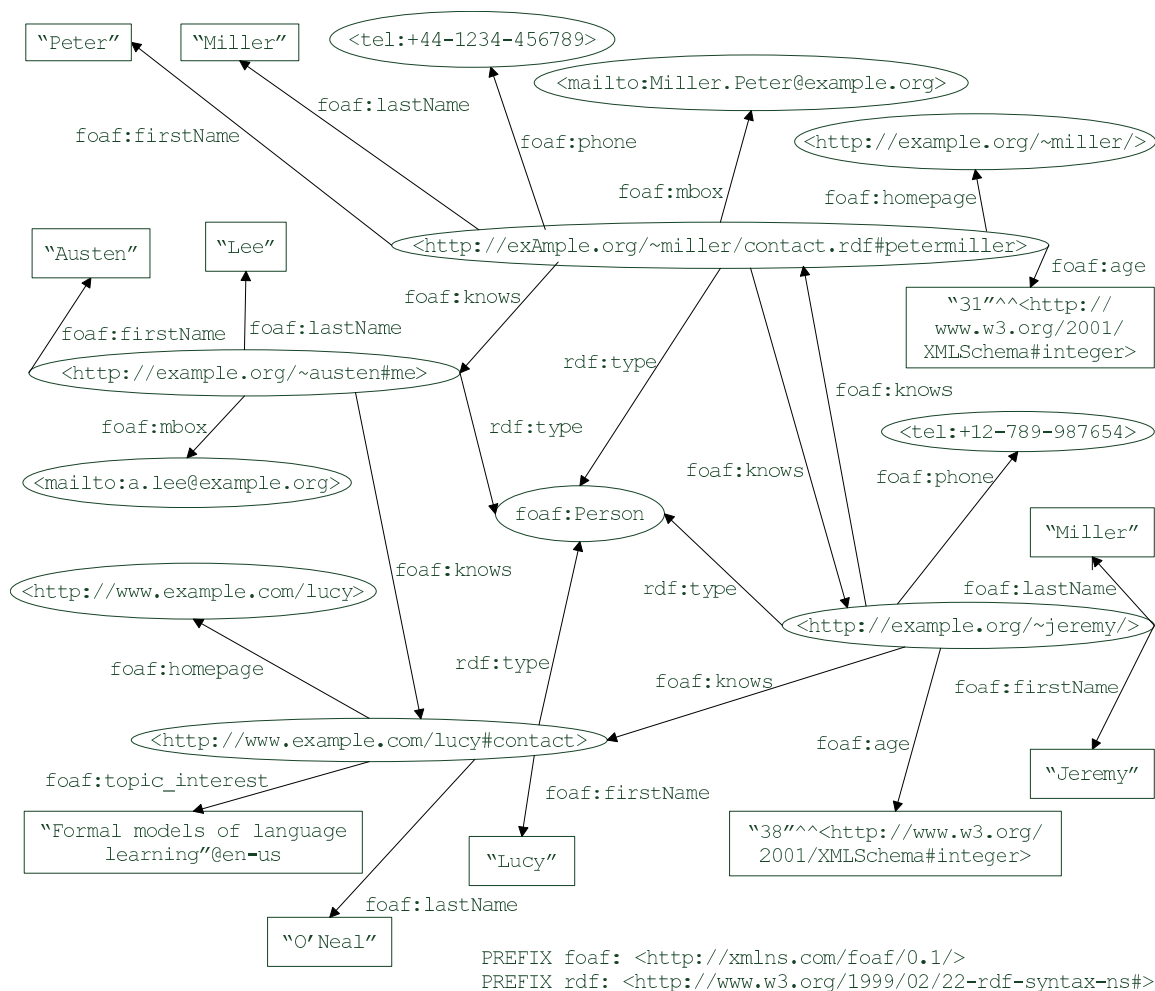 “Peter”
“Miller”
<tel:+44-1234-456789>
<mailto:Miller.Peter@example.org>
foaf:lastName
foaf:firstName
foaf:phone
<http://example.org/~miller/>
foaf:mbox
foaf:homepage
“Austen”
“Lee”
<http://exAmple.org/~miller/contact.rdf#petermiller>
foaf:age
foaf:knows
“31”^^<http://
www.w3.org/2001/
XMLSchema#integer>
foaf:firstName
foaf:lastName
rdf:type
<http://example.org/~austen#me>
foaf:knows
foaf:mbox
rdf:type
<tel:+12-789-987654>
foaf:knows
foaf:phone
<mailto:a.lee@example.org>
foaf:Person
“Miller”
foaf:knows
<http://www.example.com/lucy>
rdf:type
foaf:lastName
<http://example.org/~jeremy/>
foaf:homepage
rdf:type
foaf:knows
foaf:firstName
<http://www.example.com/lucy#contact>
foaf:age
foaf:topic_interest
“Jeremy”
foaf:firstName
“Formal models of language
learning”@en-us
“Lucy”
“38”^^<http://www.w3.org/
2001/XMLSchema#integer>
foaf:lastName
“O’Neal”
PREFIX foaf: <http://xmlns.com/foaf/0.1/>
PREFIX rdf: <http://www.w3.org/1999/02/22-rdf-syntax-ns#>